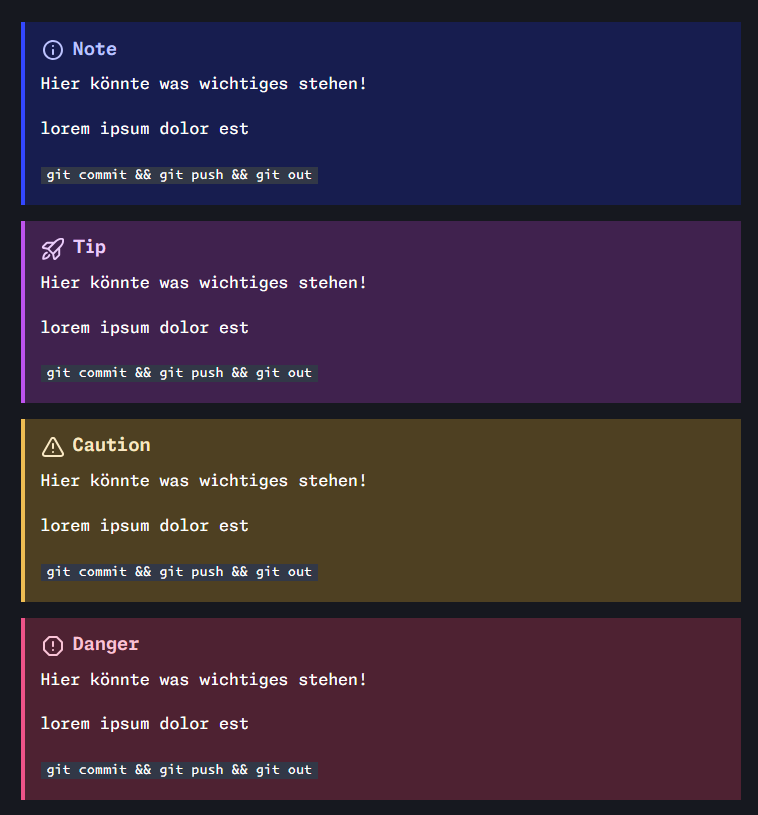 Note
Hier könnte was wichtiges stehen!
lorem ipsum dolor est
git commit && git push && git out
Tip
Hier könnte was wichtiges stehen!
lorem ipsum dolor est
git commit && git push && git out
Caution
Hier könnte was wichtiges stehen!
lorem ipsum dolor est
git commit && git push && git out
Danger
Hier könnte was wichtiges stehen!
lorem ipsum dolor est
git commit && git push && git out